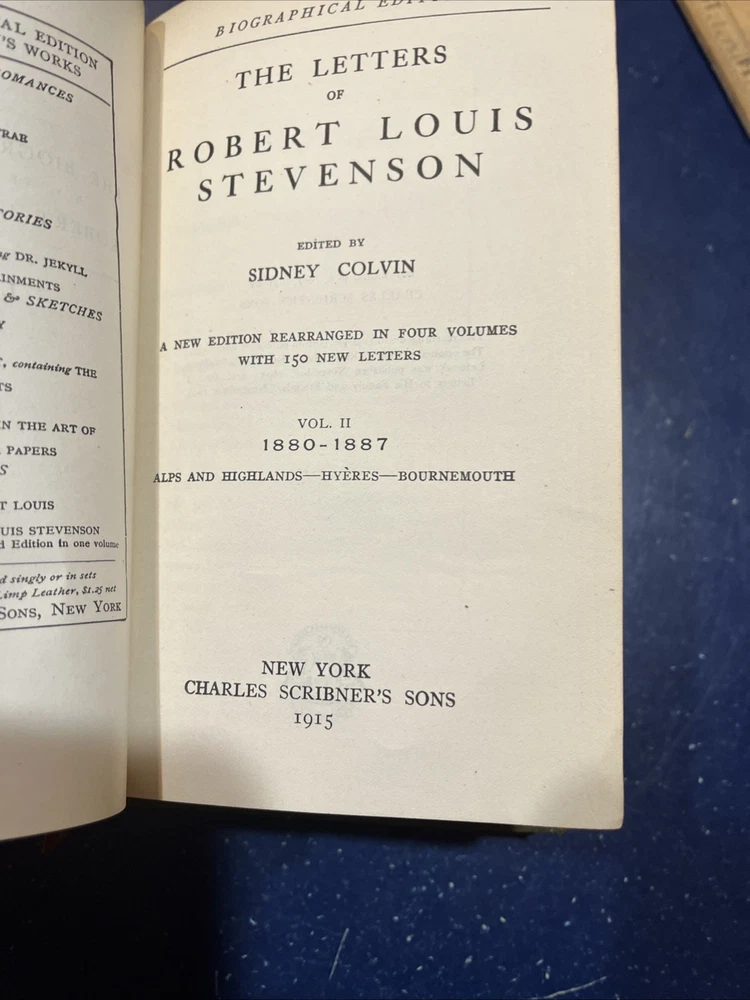 AL EDITION
'S WORKS
OMANCES
TORIES
DR. JEKYLL
INMENTS
& SKETCHES
, containing THE
TS
N THE ART OF
PAPERS
S
T LOUIS
UIS STEVENSON
d Edition in one volume
d singly or in sets
Limp Leather, $1.25 net
SONS, NEW YORK
BIOGRAPHICAL EDITIO
THE LETTERS
OF
ROBERT LOUIS
STEVENSON
EDITED BY
SIDNEY COLVIN
A NEW EDITION REARRANGED IN FOUR VOLUMES
WITH 150 NEW LETTERS
VOL. II
1880-1887
ALPS AND HIGHLANDS—HYÈRES—BOURNEMOUTH
NEW YORK
CHARLES SCRIBNER'S SONS
1915